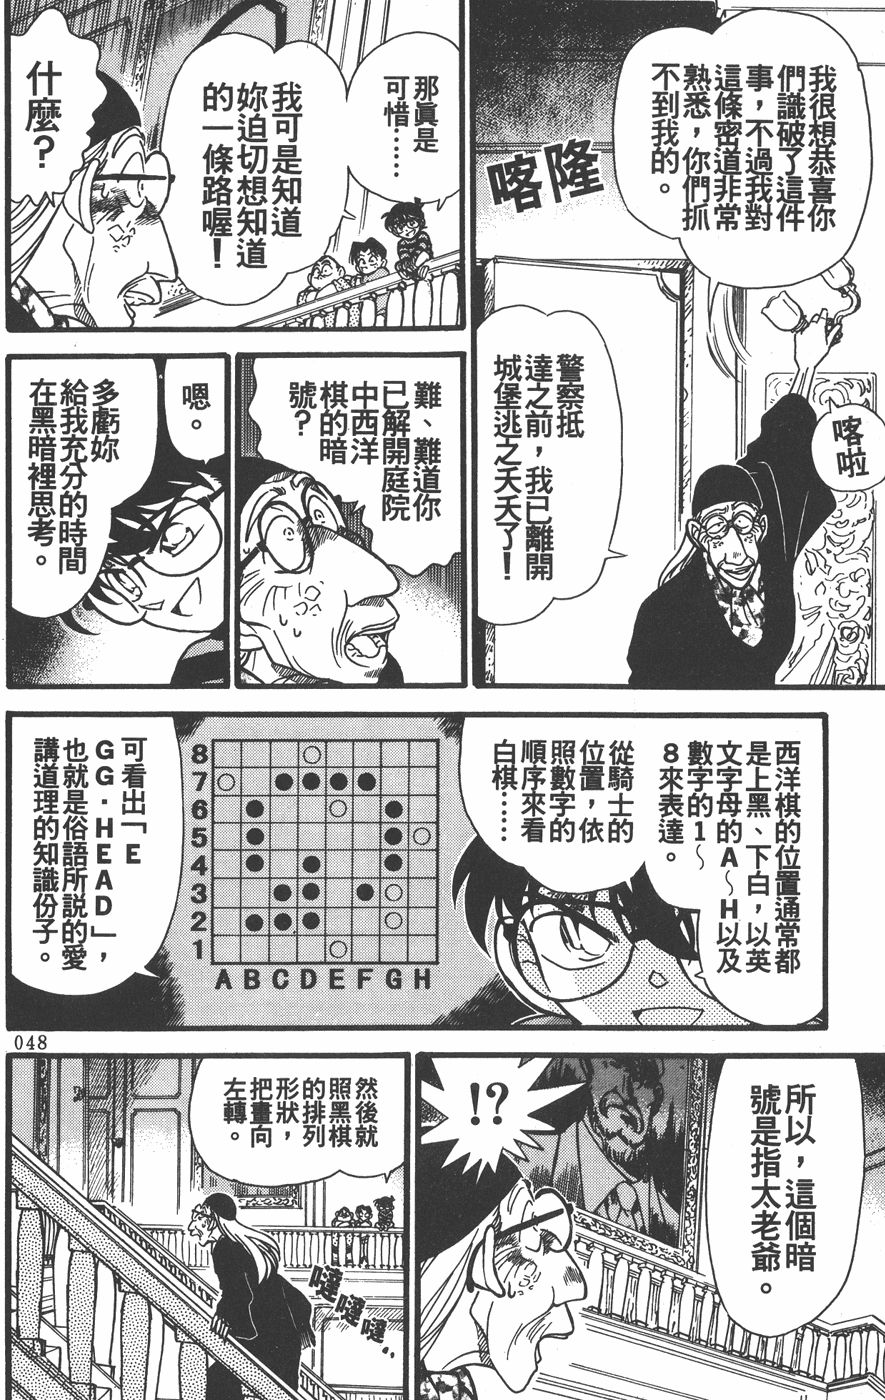 我很想恭喜你
們識破了這件
事，不過我對
這條密道非常
熟悉，你們抓
不到我的。
喀隆
喀啦
警察抵
達之前，我已離開
城堡逃之夭夭了！
那眞是
可惜……
我可是知道
妳迫切想知道
的一條路喔！
什麼？
難、難道你
已解開庭院
中西洋
棋的暗
號？
嗯。
多虧妳
給我充分的時間
在黑暗裡思考。
西洋棋的位置通常都
是上黑、下白，以英
文字母的A～H以及
數字的1～
8來表達。
從騎士的
位置，依
照數字的
順序來看
白棋……
8
7
6
5
4
3
2
1
A B C D E F G H
可看出「E
GG·HEAD」，
也就是俗語所說的愛
講道理的知識份子。
048
所以，這個暗
號是指太老爺。
!?
然後就
照黑棋
的排列
形狀，
把畫向
左轉。
噠噠噠…